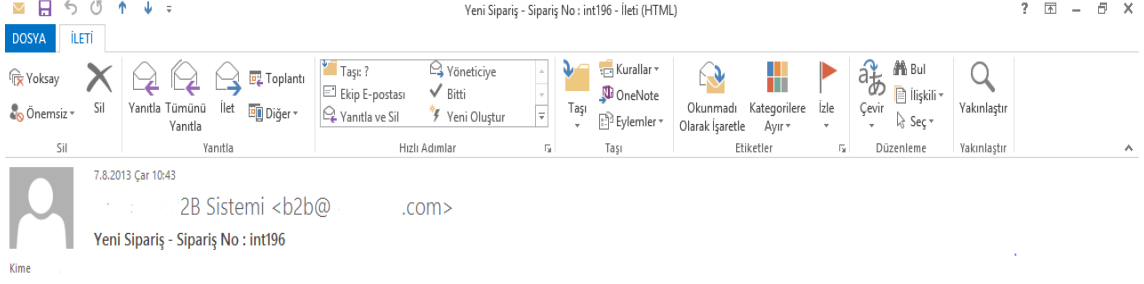 Yeni Sipariş - Sipariş No : int196 - İleti (HTML)
DOSYA İLETİ
Yoksay
Önemsiz
Sil
Yanıtla Tümünü Yanıtla İlet
Toplantı
Diğer
Taşı: ?
Ekip E-postası
Yanıtla ve Sil
Yöneticiye
Bitti
Yeni Oluştur
Taşı
Kurallar
OneNote
Eylemler
Okunmadı Olarak İşaretle
Kategorilere Ayır
İzle
Çevir
Bul
İlişkili
Seç
Yakınlaştır
Sil Yanıtla Hızlı Adımlar Taşı Etiketler Düzenleme Yakınlaştır
7.8.2013 Çar 10:43
2B Sistemi <b2b@ .com>
Yeni Sipariş - Sipariş No : int196
Kime